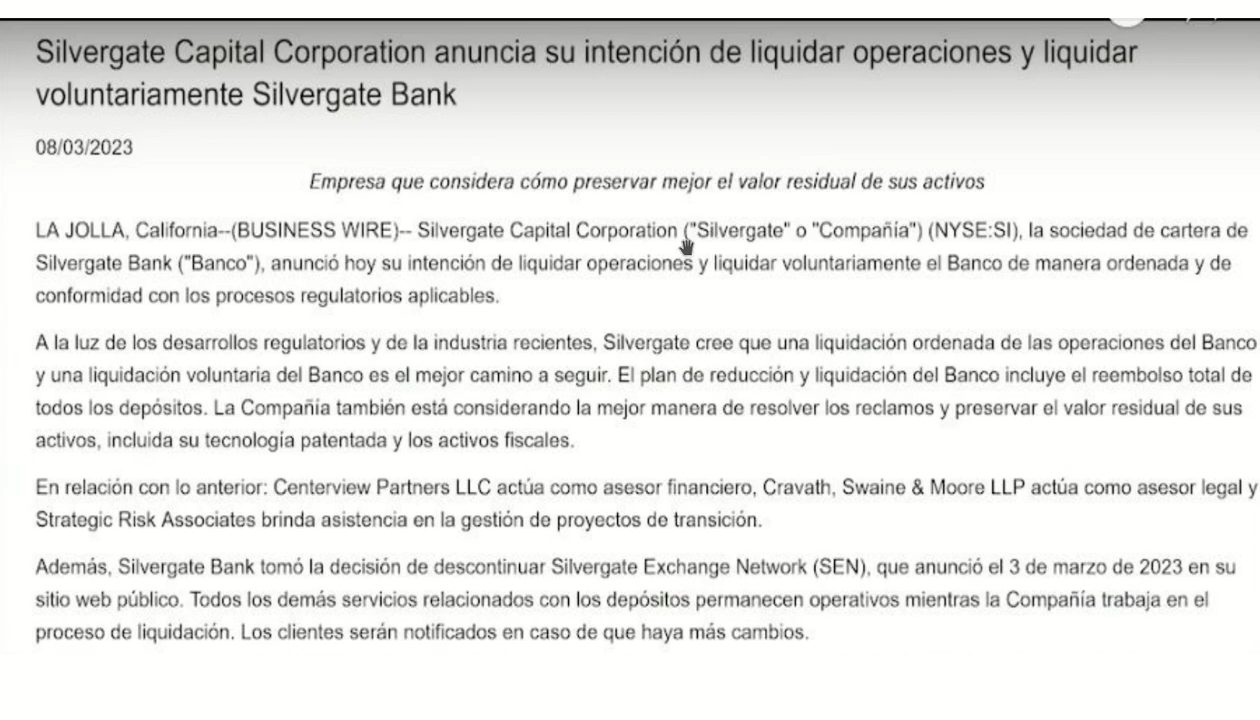 Silvergate Capital Corporation anuncia su intención de liquidar operaciones y liquidar
voluntariamente Silvergate Bank
08/03/2023
Empresa que considera cómo preservar mejor el valor residual de sus activos
LA JOLLA, California--(BUSINESS WIRE)-- Silvergate Capital Corporation ("Silvergate" o "Compañía") (NYSE:SI), la sociedad de cartera de
Silvergate Bank ("Banco"), anunció hoy su intención de liquidar operaciones y liquidar voluntariamente el Banco de manera ordenada y de
conformidad con los procesos regulatorios aplicables.
A la luz de los desarrollos regulatorios y de la industria recientes, Silvergate cree que una liquidación ordenada de las operaciones del Banco
y una liquidación voluntaria del Banco es el mejor camino a seguir. El plan de reducción y liquidación del Banco incluye el reembolso total de
todos los depósitos. La Compañía también está considerando la mejor manera de resolver los reclamos y preservar el valor residual de sus
activos, incluida su tecnología patentada y los activos fiscales.
En relación con lo anterior: Centerview Partners LLC actúa como asesor financiero, Cravath, Swaine & Moore LLP actúa como asesor legal y
Strategic Risk Associates brinda asistencia en la gestión de proyectos de transición.
Además, Silvergate Bank tomó la decisión de descontinuar Silvergate Exchange Network (SEN), que anunció el 3 de marzo de 2023 en su
sitio web público. Todos los demás servicios relacionados con los depósitos permanecen operativos mientras la Compañía trabaja en el
proceso de liquidación. Los clientes serán notificados en caso de que haya más cambios.